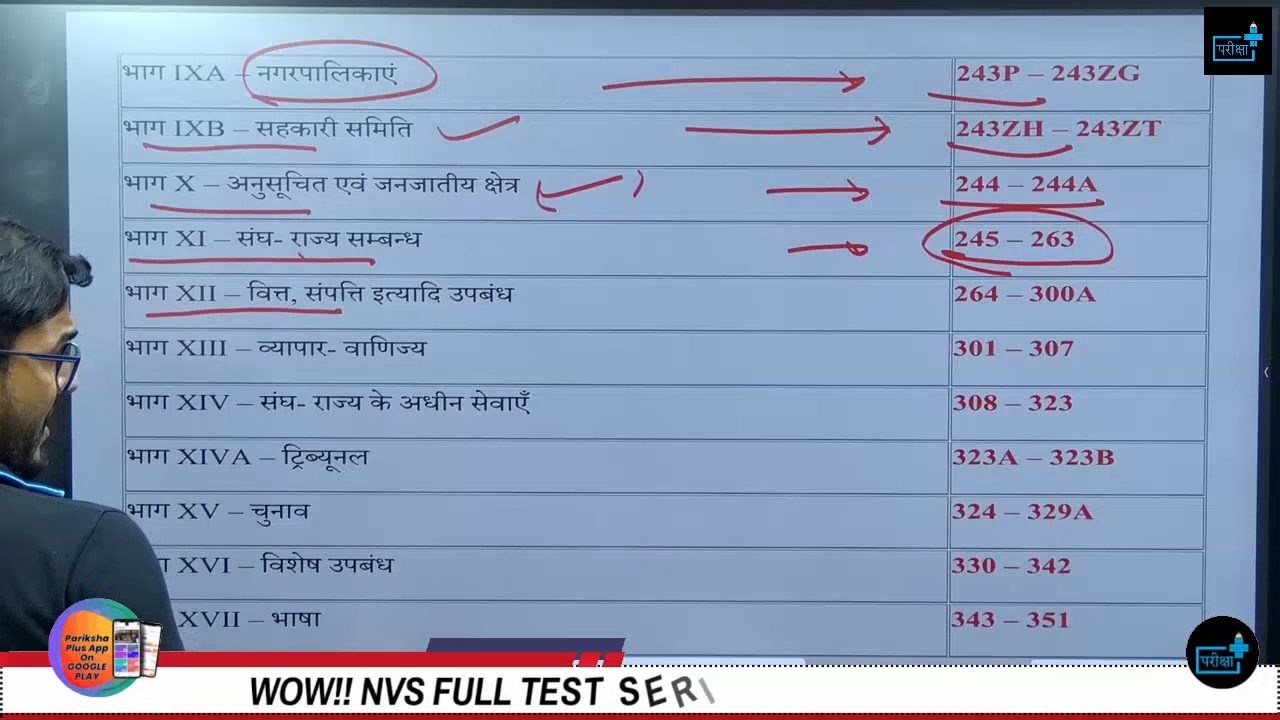 परीक्षा
भाग IXA – नगरपालिकाएं 243P – 243ZG
भाग IXB – सहकारी समिति 243ZH – 243ZT
भाग X – अनुसूचित एवं जनजातीय क्षेत्र 244 – 244A
भाग XI – संघ- राज्य सम्बन्ध 245 – 263
भाग XII – वित्त, संपत्ति इत्यादि उपबंध 264 – 300A
भाग XIII – व्यापार- वाणिज्य 301 – 307
भाग XIV – संघ- राज्य के अधीन सेवाएँ 308 – 323
भाग XIVA – ट्रिब्यूनल 323A – 323B
भाग XV – चुनाव 324 – 329A
XVI – विशेष उपबंध 330 – 342
XVII – भाषा 343 – 351
Pariksha
Plus App
On
GOOGLE
PLAY
परीक्षा
WOW!! NVS FULL TEST SERI